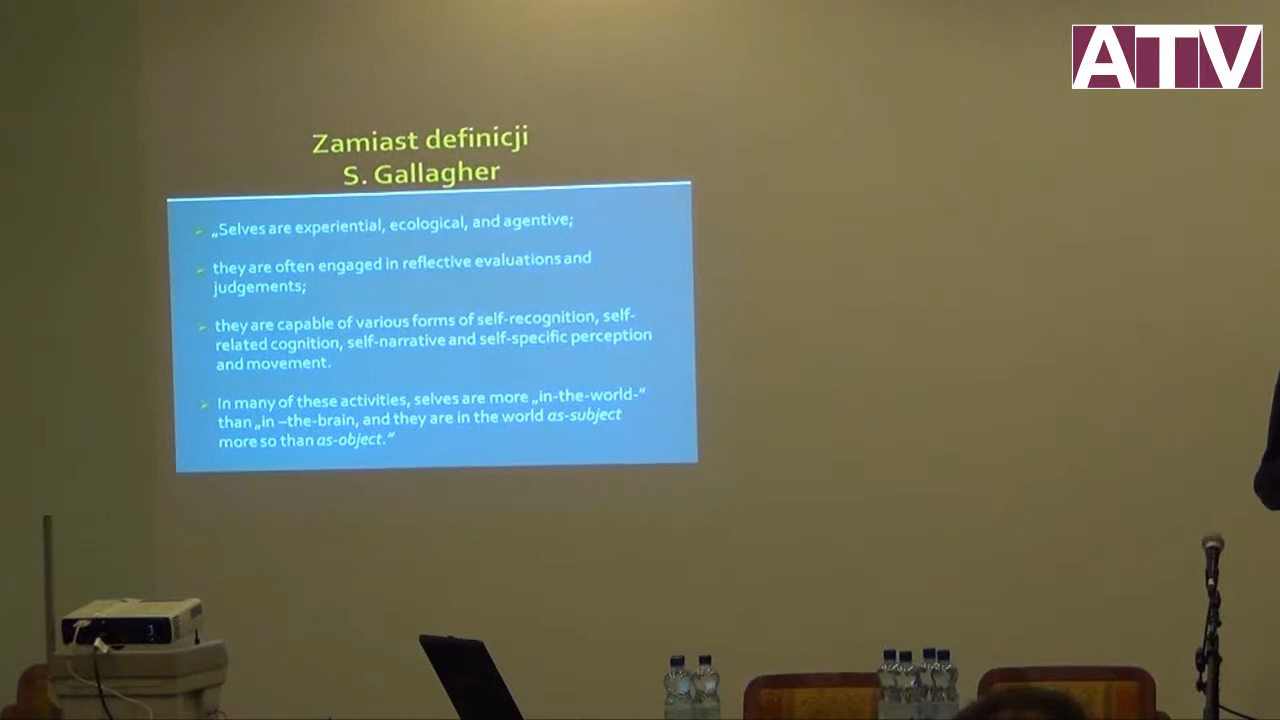 ATV
Zamiast definicji
S. Gallagher
„Selves are experiential, ecological, and agentive;
they are often engaged in reflective evaluations and
judgements;
they are capable of various forms of self-recognition, self-
related cognition, self-narrative and self-specific perception
and movement.
In many of these activities, selves are more „in-the-world-”
than „in –the-brain, and they are in the world as-subject
more so than as-object.”